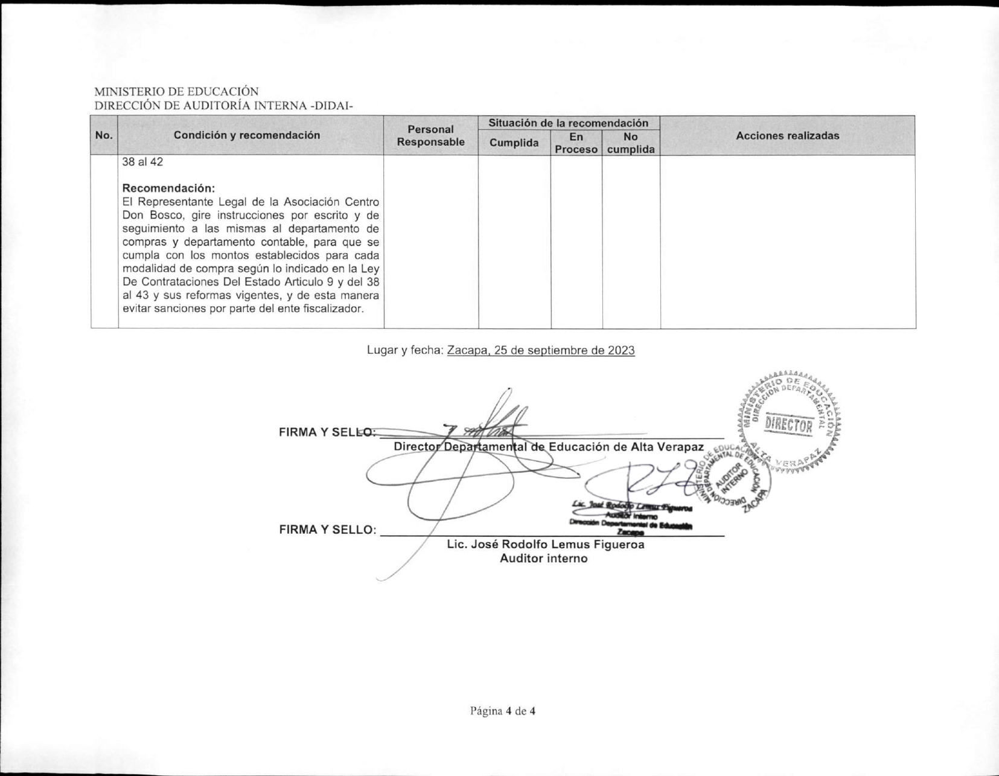 MINISTERIO DE EDUCACIÓN
DIRECCIÓN DE AUDITORÍA INTERNA -DIDAI-
No.
Condición y recomendación
Personal
Responsable
Situación de la recomendación
Cumplida
En
Proceso
No
cumplida
Acciones realizadas
38 al 42
Recomendación:
El Representante Legal de la Asociación Centro
Don Bosco, gire instrucciones por escrito y de
seguimiento a las mismas al departamento de
compras y departamento contable, para que se
cumpla con los montos establecidos para cada
modalidad de compra según lo indicado en la Ley
De Contrataciones Del Estado Articulo 9 y del 38
al 43 y sus reformas vigentes, y de esta manera
evitar sanciones por parte del ente fiscalizador.
Lugar y fecha: Zacapa, 25 de septiembre de 2023
MINISTERIO DE EDUCACIÓN
DIRECCIÓN DEPARTAMENTAL
DIRECTOR
ALTA VERAPAZ
FIRMA Y SELLO:
Director Departamental de Educación de Alta Verapaz
MINISTERIO DE EDUCACIÓN
DIRECCIÓN DEPARTAMENTAL DE EDUCACIÓN
AUDITOR
INTERNO
ZACAPA
Lic. José Rodolfo Lemus Figueroa
Auditor Interno
Dirección Departamental de Educación
Zacapa
FIRMA Y SELLO:
Lic. José Rodolfo Lemus Figueroa
Auditor interno
Página 4 de 4